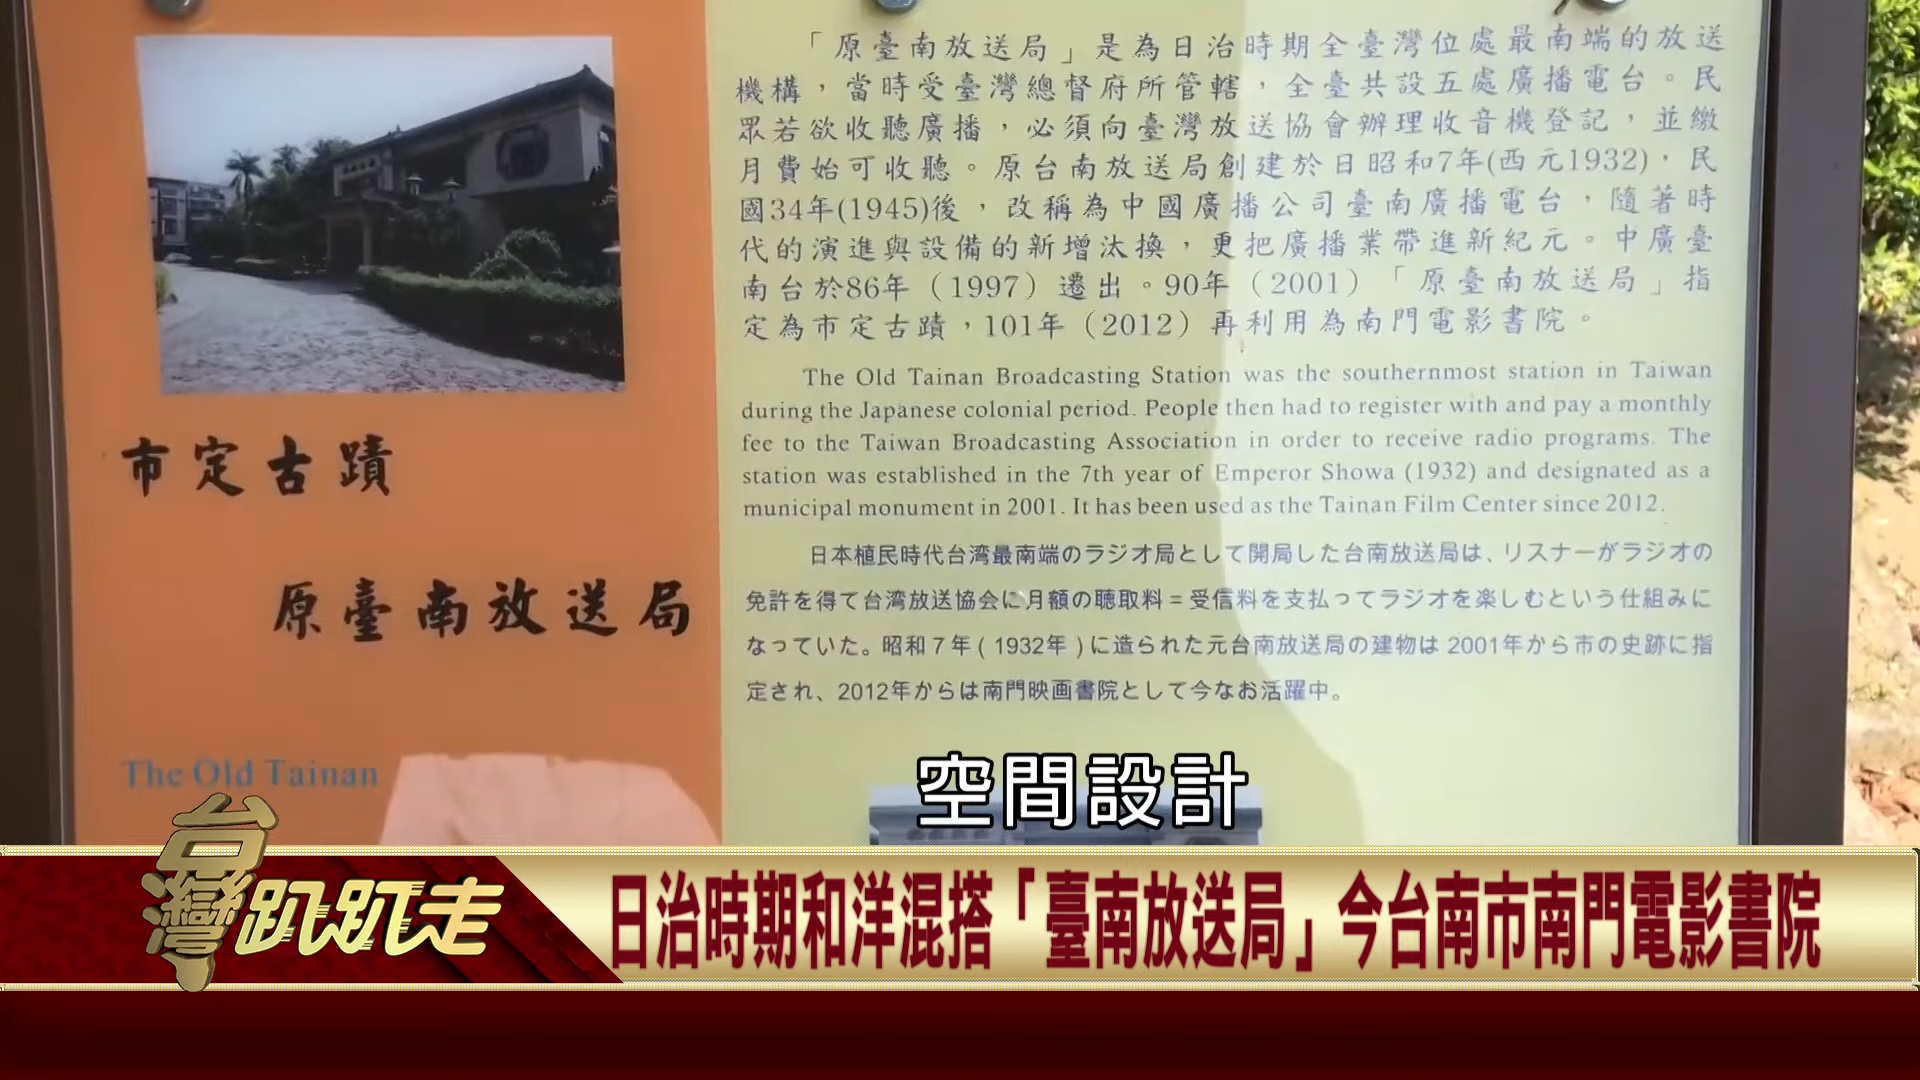 「原臺南放送局」是為日治時期全臺灣位處最南端的放送
機構，當時受臺灣總督府所管轄，全臺共設五處廣播電台。民
眾若欲收聽廣播，必須向臺灣放送協會辦理收音機登記，並繳
月費始可收聽。原台南放送局創建於日昭和7年(西元1932)，民
國34年(1945)後，改稱為中國廣播公司臺南廣播電台，隨著時
代的演進與設備的新增汰換，更把廣播業帶進新紀元。中廣臺
南台於86年（1997）遷出。90年（2001）「原臺南放送局」指
定為市定古蹟，101年（2012）再利用為南門電影書院。
The Old Tainan Broadcasting Station was the southernmost station in Taiwan
during the Japanese colonial period. People then had to register with and pay a monthly
fee to the Taiwan Broadcasting Association in order to receive radio programs. The
station was established in the 7th year of Emperor Showa (1932) and designated as a
municipal monument in 2001. It has been used as the Tainan Film Center since 2012.
日本植民時代台湾最南端のラジオ局として開局した台南放送局は、リスナーがラジオの
免許を得て台湾放送協会に月額の聴取料＝受信料を支払ってラジオを楽しむという仕組みに
なっていた。昭和７年( 1932年 )に造られた元台南放送局の建物は 2001年から市の史跡に指
定され、2012年からは南門映画書院として今なお活躍中。
市定古蹟
原臺南放送局
The Old Tainan
空間設計
台灣趴趴走
日治時期和洋混搭「臺南放送局」今台南市南門電影書院